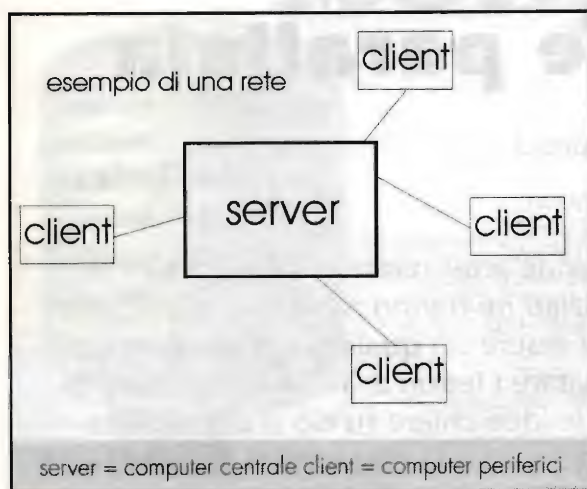 client
esempio di una rete
server
client
client
client
server = computer centrale client = computer periferici